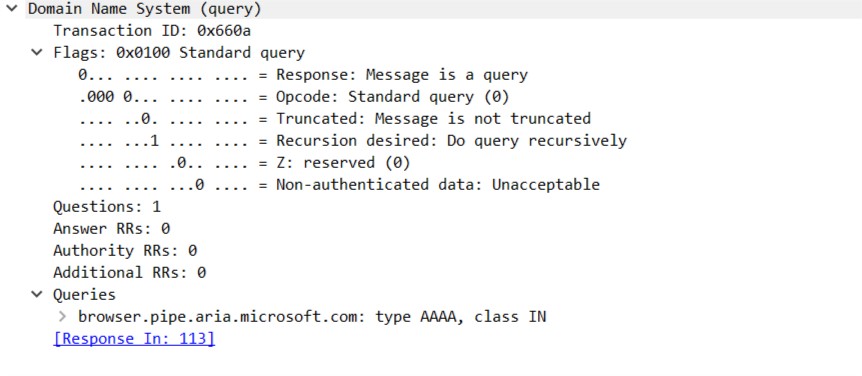 Domain Name System (query)
Transaction ID: 0x660a
Flags: 0x0100 Standard query
0... .... .... .... = Response: Message is a query
.000 0... .... .... = Opcode: Standard query (0)
.... ..0. .... .... = Truncated: Message is not truncated
.... ...1 .... .... = Recursion desired: Do query recursively
.... .... .0.. .... = Z: reserved (0)
.... .... ...0 .... = Non-authenticated data: Unacceptable
Questions: 1
Answer RRs: 0
Authority RRs: 0
Additional RRs: 0
Queries
browser.pipe.aria.microsoft.com: type AAAA, class IN
[Response In: 113]